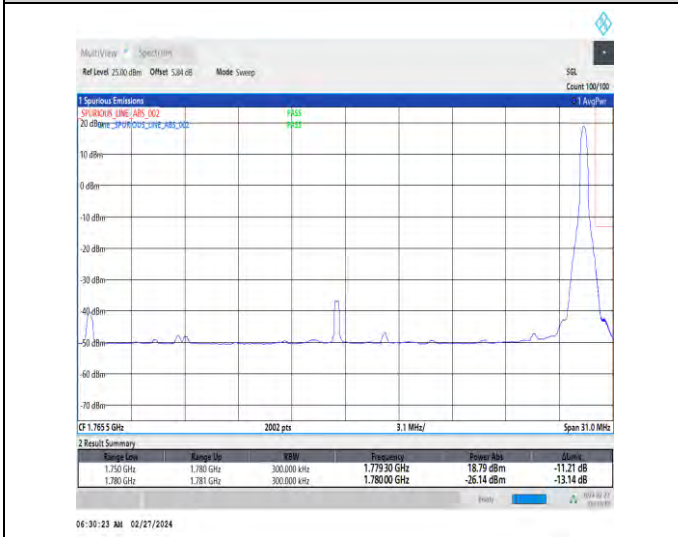 MultiView Spectrum
Ref Level 25.00 dBm Offset 5.84 dB Mode Sweep SGL
Count 100/100
1 Spurious Emissions 1 AvgPwr
SPURIOUS_LINE_ABS_002 PASS
20 dBm
_SPURIOUS_LINE_ABS_002 PASS
10 dBm
0 dBm
-10 dBm
-20 dBm
-30 dBm
-40 dBm
-50 dBm
-60 dBm
-70 dBm
CF 1.765 5 GHz 2002 pts 3.1 MHz/ Span 31.0 MHz
2 Result Summary
Range Low Range Up RBW Frequency Power Abs ΔLimit
1.750 GHz 1.780 GHz 300.000 kHz 1.779 30 GHz 18.79 dBm -11.21 dB
1.780 GHz 1.781 GHz 300.000 kHz 1.780 00 GHz -26.14 dBm -13.14 dB
06:30:23 AM 02/27/2024